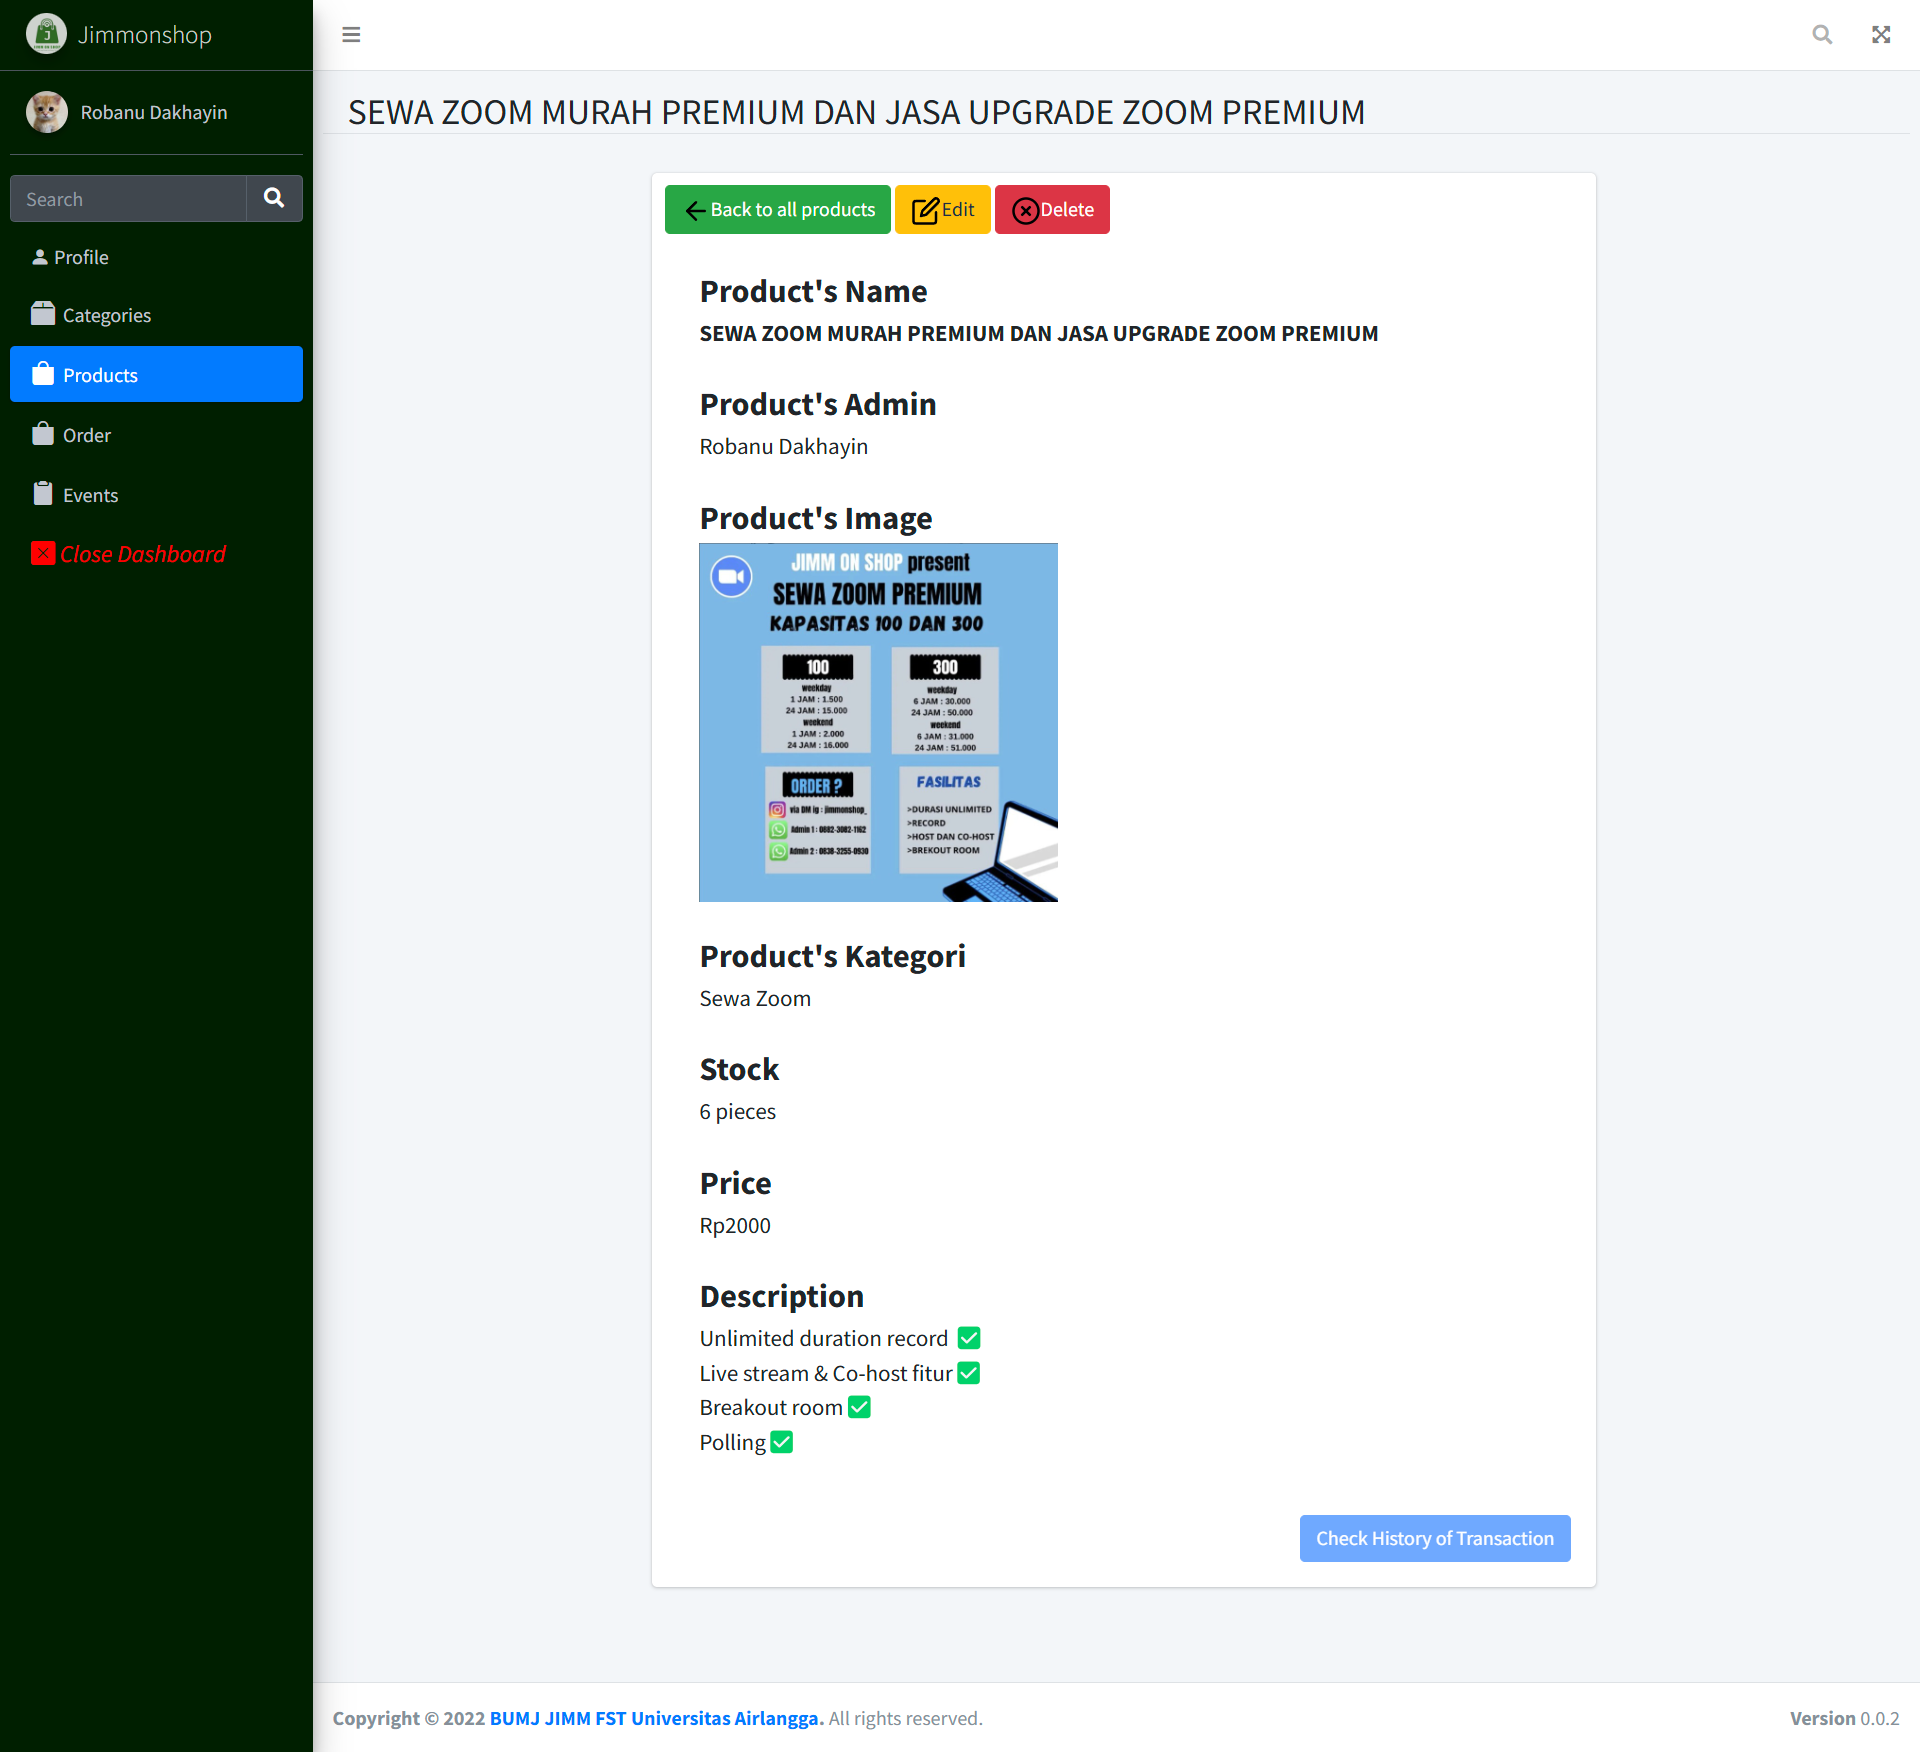 Jimmonshop
Robanu Dakhayin
Search
Profile
Categories
Products
Order
Events
Close Dashboard
SEWA ZOOM MURAH PREMIUM DAN JASA UPGRADE ZOOM PREMIUM
Back to all products
Edit
Delete
Product's Name
SEWA ZOOM MURAH PREMIUM DAN JASA UPGRADE ZOOM PREMIUM
Product's Admin
Robanu Dakhayin
Product's Image
JIMM ON SHOP present
SEWA ZOOM PREMIUM
KAPASITAS 100 DAN 300
100
weekday
1 JAM : 1.500
24 JAM : 15.000
weekend
1 JAM : 2.000
24 JAM : 16.000
300
weekday
6 JAM : 30.000
24 JAM : 50.000
weekend
6 JAM : 31.000
24 JAM : 51.000
ORDER ?
via DM ig : jimmonshop_
Admin 1 : 0882-3082-1162
Admin 2 : 0838-3255-0930
FASILITAS
>DURASI UNLIMITED
>RECORD
>HOST DAN CO-HOST
>BREKOUT ROOM
Product's Kategori
Sewa Zoom
Stock
6 pieces
Price
Rp2000
Description
Unlimited duration record ✅
Live stream & Co-host fitur ✅
Breakout room ✅
Polling ✅
Check History of Transaction
Copyright © 2022 BUMJ JIMM FST Universitas Airlangga. All rights reserved.
Version 0.0.2